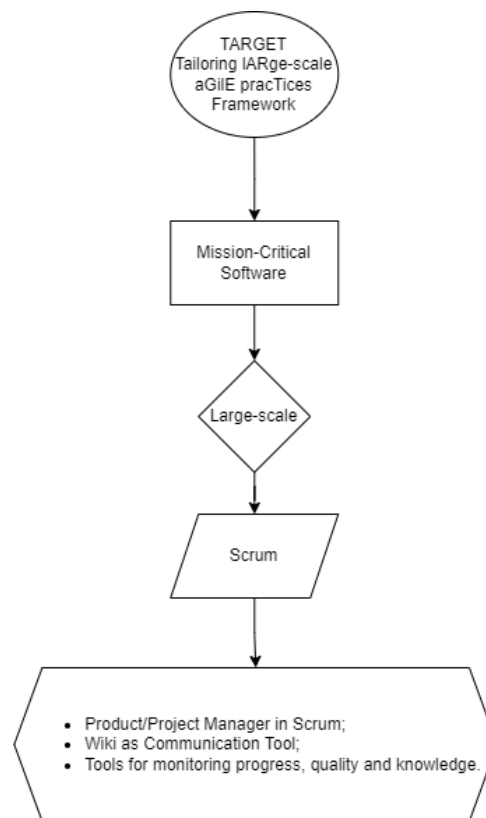 TARGET
Tailoring lARge-scale
aGilE pracTices
Framework
Mission-Critical
Software
Large-scale
Scrum
• Product/Project Manager in Scrum;
• Wiki as Communication Tool;
• Tools for monitoring progress, quality and knowledge.